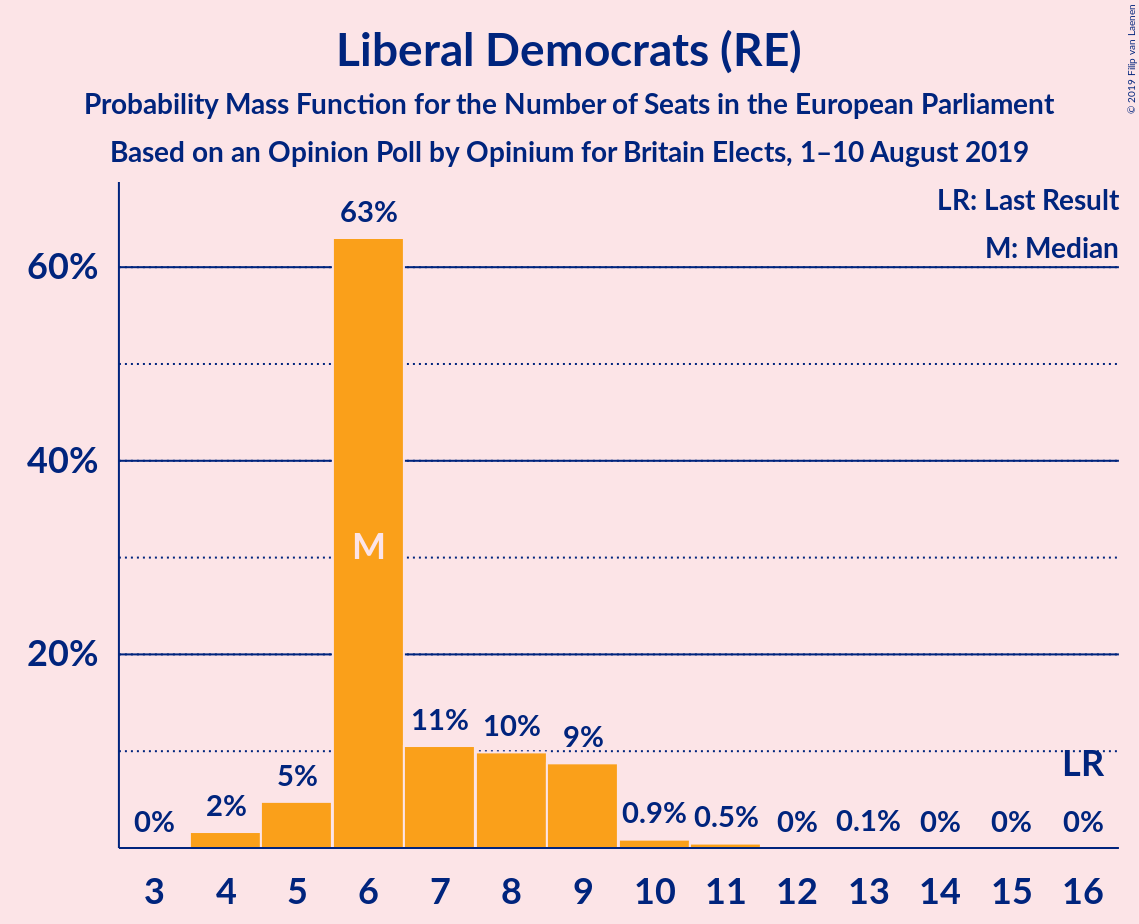 Liberal Democrats (RE)
Probability Mass Function for the Number of Seats in the European Parliament
Based on an Opinion Poll by Opinium for Britain Elects, 1–10 August 2019
© 2019 Filip van Laenen
LR: Last Result
M: Median
63%
60%
40%
M
20%
11%
10%
9%
LR
5%
2%
0%
0.9%
0.5%
0%
0.1%
0%
0%
0%
3 4 5 6 7 8 9 10 11 12 13 14 15 16